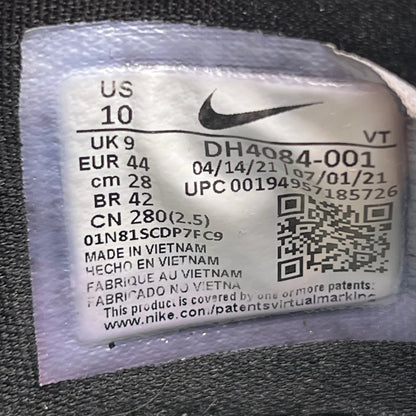 US
10
VT
UK 9
DH4084-001
EUR 44
04/14/21 07/01/21
cm 28
UPC 00194957185726
BR 42
CN 280(2.5)
01N81SCDP7FC9
MADE IN VIETNAM
HECHO EN VIETNAM
FABRIQUE AU VIETNAM
FABRICADO NO VIETNA
This product is covered by one or more patents:
www.nike.com/patentsvirtualmarking